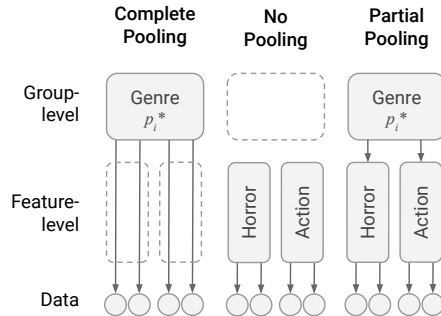 Complete
Pooling
No
Pooling
Partial
Pooling
Group-
level
Genre
p_i*
Genre
p_i*
Feature-
level
Horror
Action
Horror
Action
Data